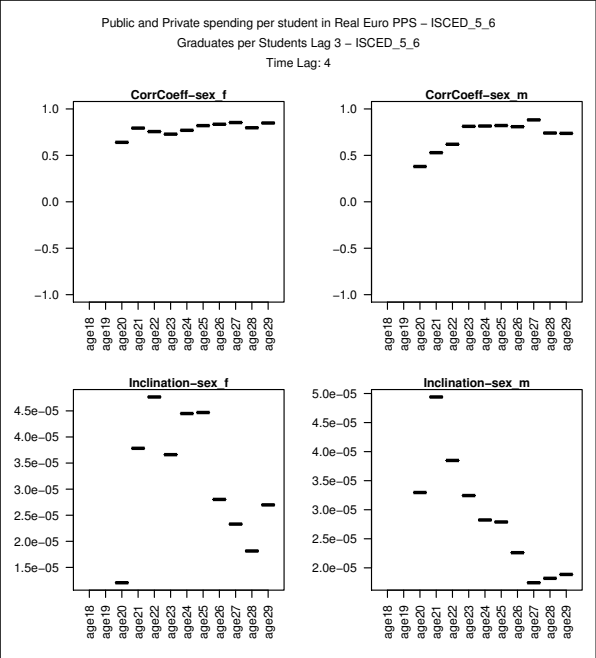 Public and Private spending per student in Real Euro PPS − ISCED_5_6
Graduates per Students Lag 3 − ISCED_5_6
Time Lag: 4
CorrCoeff−sex_f
1.0
0.5
0.0
−0.5
−1.0
age18
age19
age20
age21
age22
age23
age24
age25
age26
age27
age28
age29
CorrCoeff−sex_m
1.0
0.5
0.0
−0.5
−1.0
age18
age19
age20
age21
age22
age23
age24
age25
age26
age27
age28
age29
Inclination−sex_f
4.5e−05
4.0e−05
3.5e−05
3.0e−05
2.5e−05
2.0e−05
1.5e−05
age18
age19
age20
age21
age22
age23
age24
age25
age26
age27
age28
age29
Inclination−sex_m
5.0e−05
4.5e−05
4.0e−05
3.5e−05
3.0e−05
2.5e−05
2.0e−05
age18
age19
age20
age21
age22
age23
age24
age25
age26
age27
age28
age29